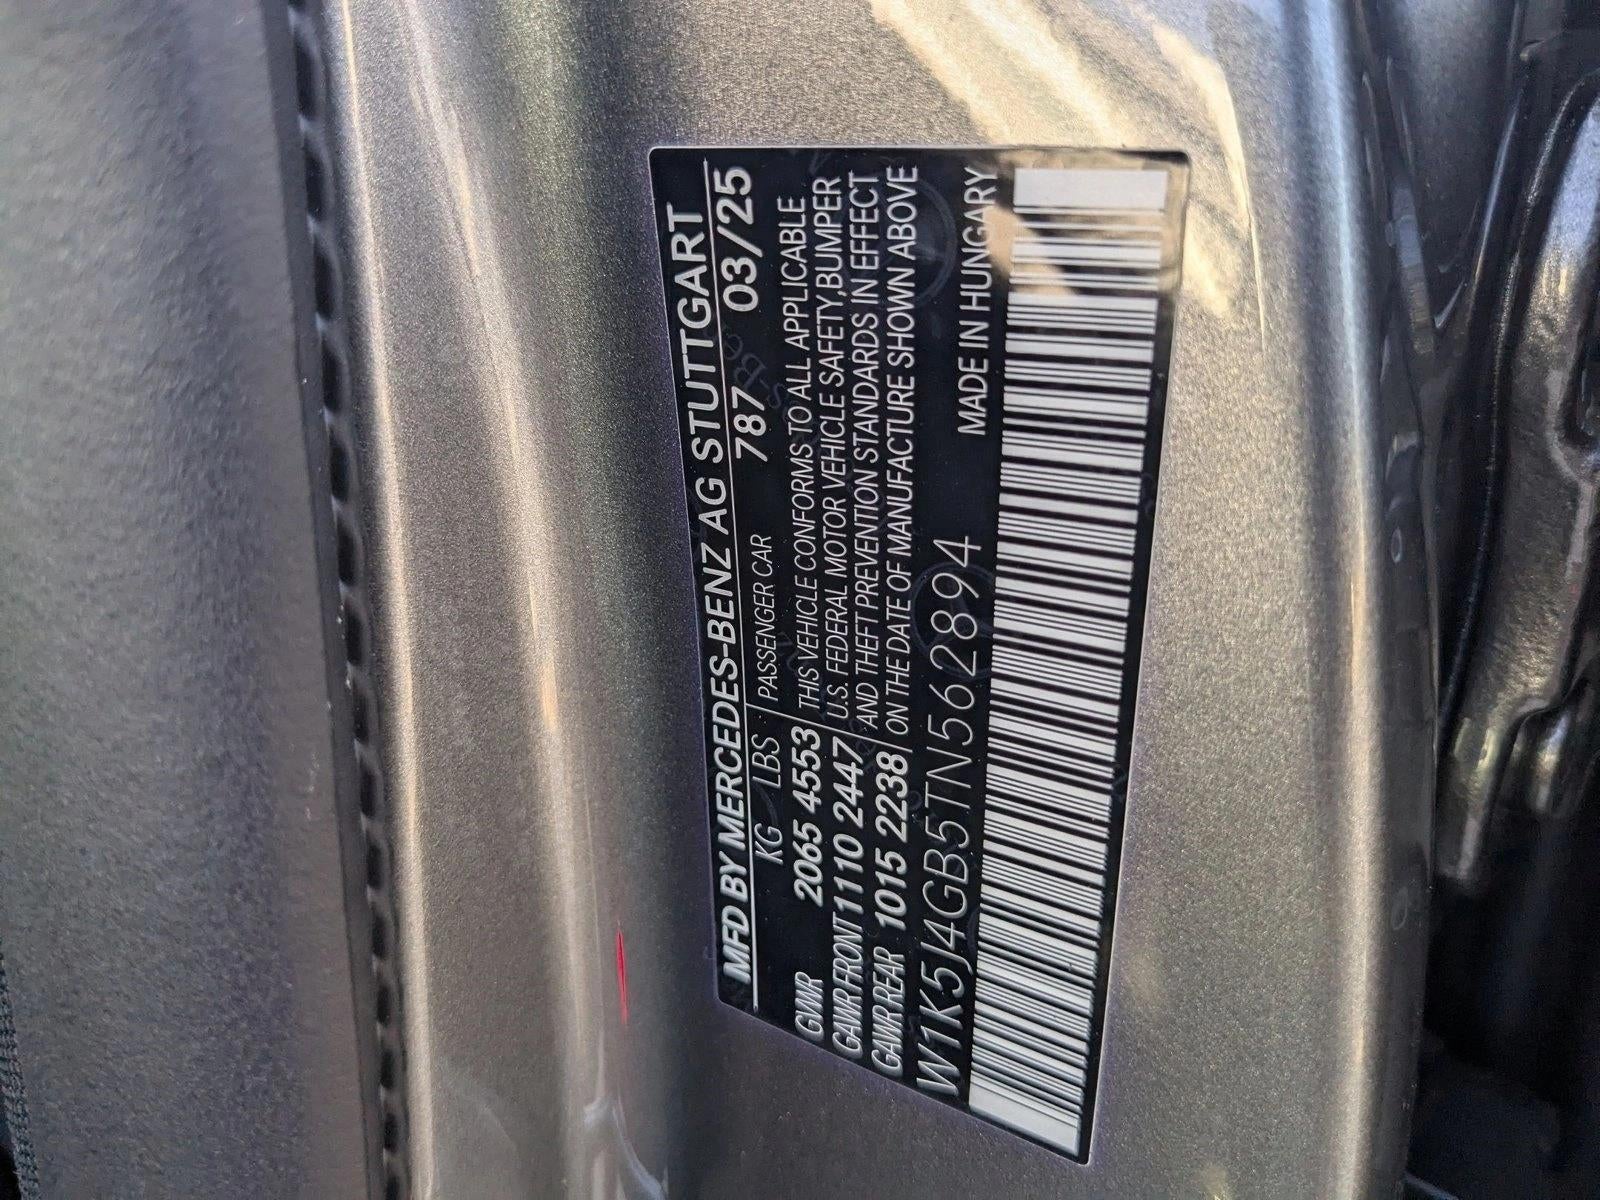 MFD BY MERCEDES-BENZ AG STUTTGART
KG LBS PASSENGER CAR 787 03/25
GVWR 2065 4553 THIS VEHICLE CONFORMS TO ALL APPLICABLE
GAWR FRONT 1110 2447 U.S. FEDERAL MOTOR VEHICLE SAFETY,BUMPER
GAWR REAR 1015 2238 AND THEFT PREVENTION STANDARDS IN EFFECT
ON THE DATE OF MANUFACTURE SHOWN ABOVE
W1K5J4GB5TN562894 MADE IN HUNGARY